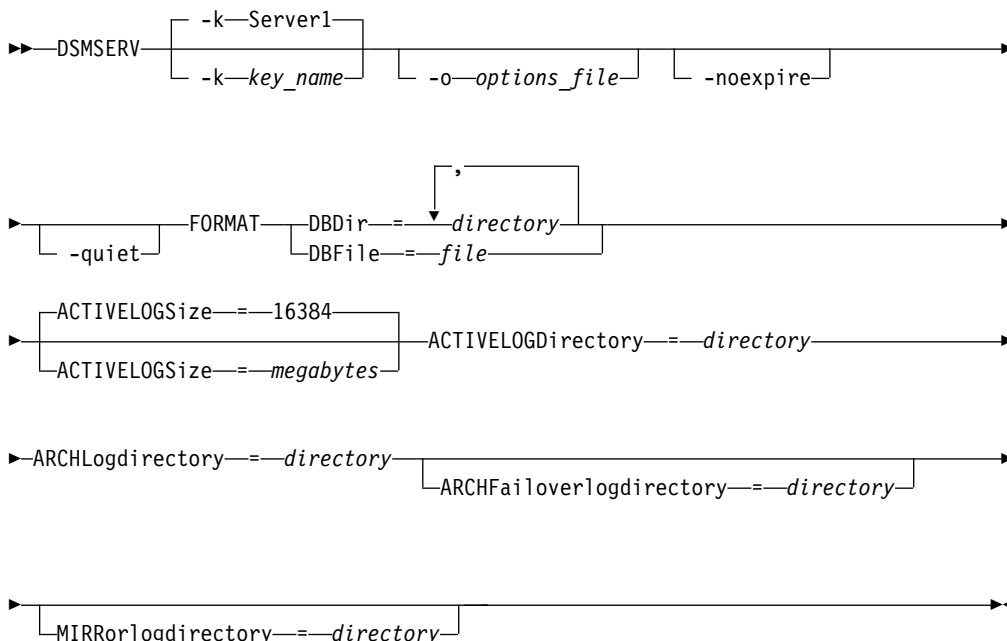 -k Server1
DSMSERV
-k key_name
-o options_file
-noexpire
,
FORMAT DBDir = directory
-quiet
DBFile = file
ACTIVELOGSize = 16384
ACTIVELOGDirectory = directory
ACTIVELOGSize = megabytes
ARCHLogdirectory = directory
ARCHFailoverlogdirectory = directory
MIRRorlogdirectory = directory